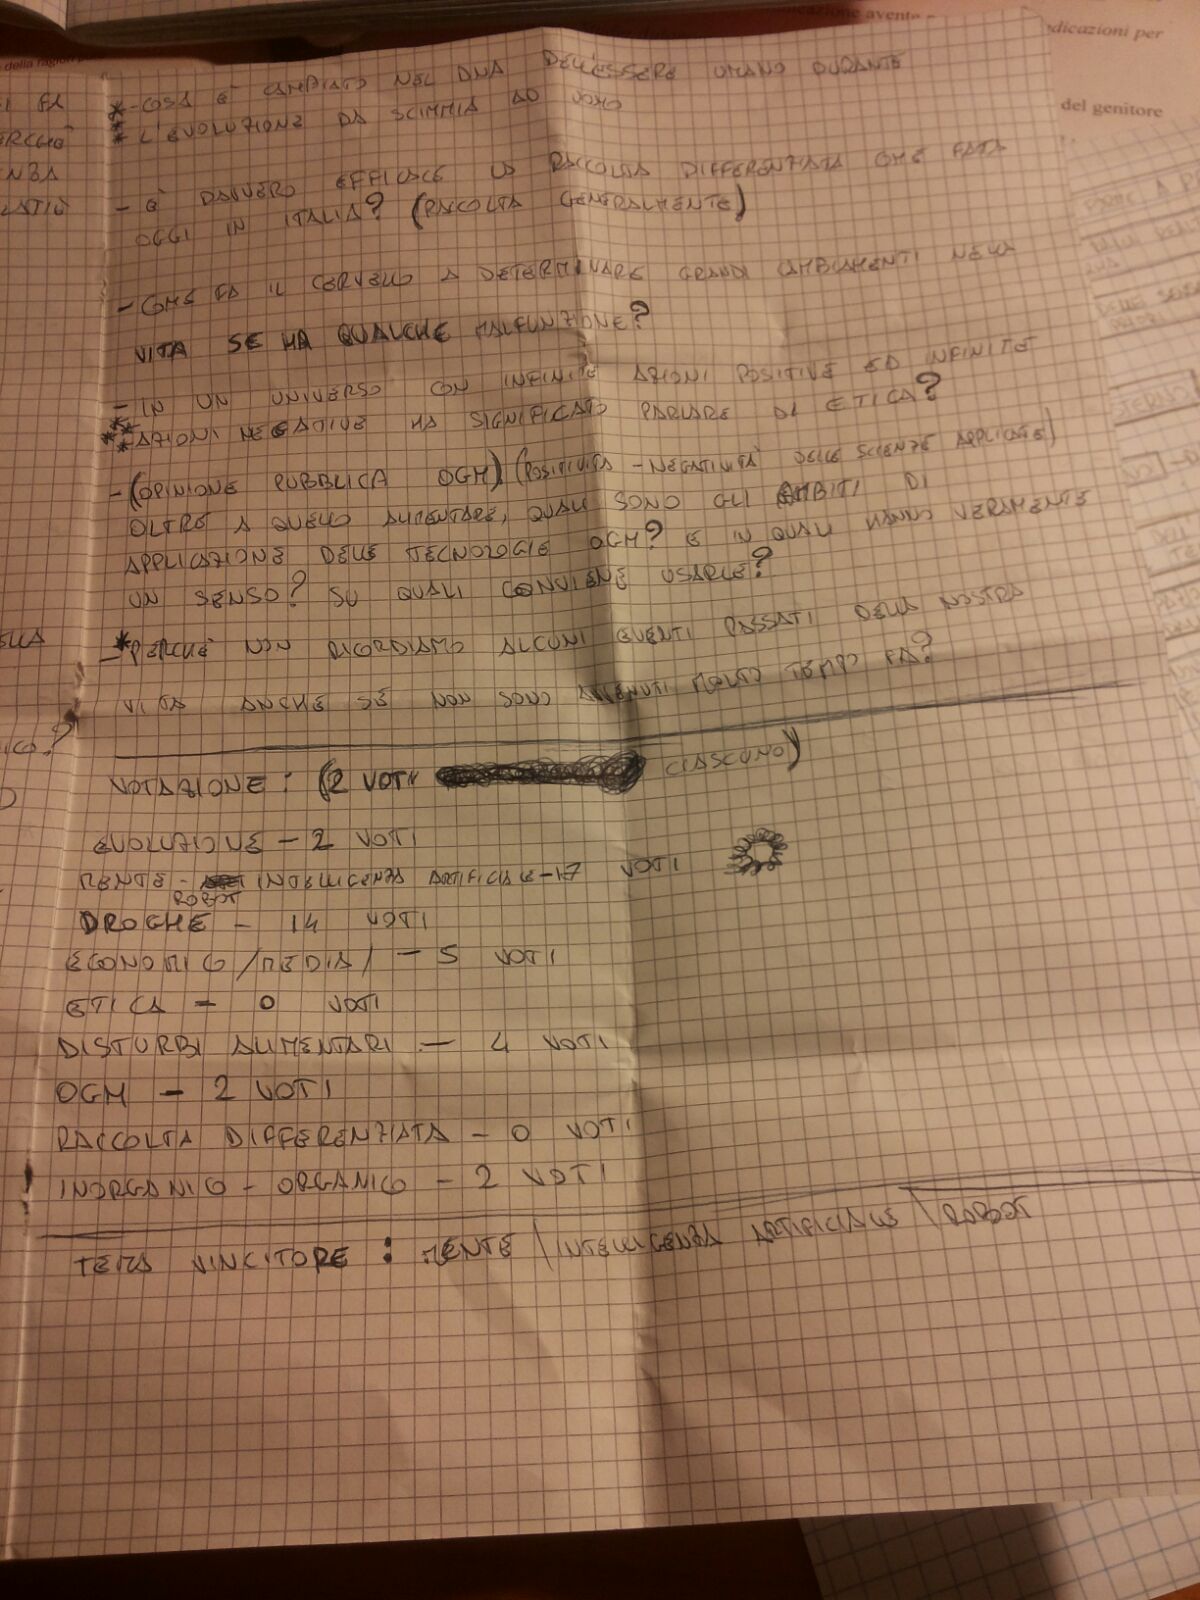 della ragion
dicazione avente
dicazioni per
del genitore
*-COSA È CAMBIATO NEL DNA DELL'ESSERE UMANO DURANTE
* L'EVOLUZIONE DA SCIMMIA AD UOMO
- È DAVVERO EFFICACE LA RACCOLTA DIFFERENZIATA COME FATA
OGGI IN ITALIA? (RACCOLTA GENERALMENTE)
- COME FA IL CERVELLO A DETERMINARE GRANDI CAMBIAMENTI NELLA
VITA SE HA QUALCHE MALFUNZIONE?
- IN UN UNIVERSO CON INFINITE AZIONI POSITIVE ED INFINITE
** AZIONI NEGATIVE HA SIGNIFICATO PARLARE DI ETICA?
- (OPINIONE PUBBLICA OGM) (POSITIVITÀ - NEGATIVITÀ DELLE SCIENZE APPLICATE)
OLTRE A QUELLO ALIMENTARE, QUALI SONO GLI AMBITI DI
APPLICAZIONE DELLE TECNOLOGIE OGM? E IN QUALI HANNO VERAMENTE
UN SENSO? SU QUALI CONVIENE USARLE?
-*PERCHÈ NON RICORDIAMO ALCUNI EVENTI PASSATI DELLA NOSTRA
VITA ANCHE SE NON SONO AVVENUTI MOLTO TEMPO FA?
VOTAZIONE: (2 VOTI CIASCUNO)
EVOLUZIONE - 2 VOTI
MENTE - INTELLIGENZA ARTIFICIALE - 17 VOTI
ROBOT
DROGHE - 14 VOTI
ECONOMICO/MEDIA/ - 5 VOTI
ETICA - 0 VOTI
DISTURBI ALIMENTARI - 4 VOTI
OGM - 2 VOTI
RACCOLTA DIFFERENZIATA - 0 VOTI
INORGANICO - ORGANICO - 2 VOTI
TEMA VINCITORE: MENTE \ INTELLIGENZA ARTIFICIALE \ ROBOT